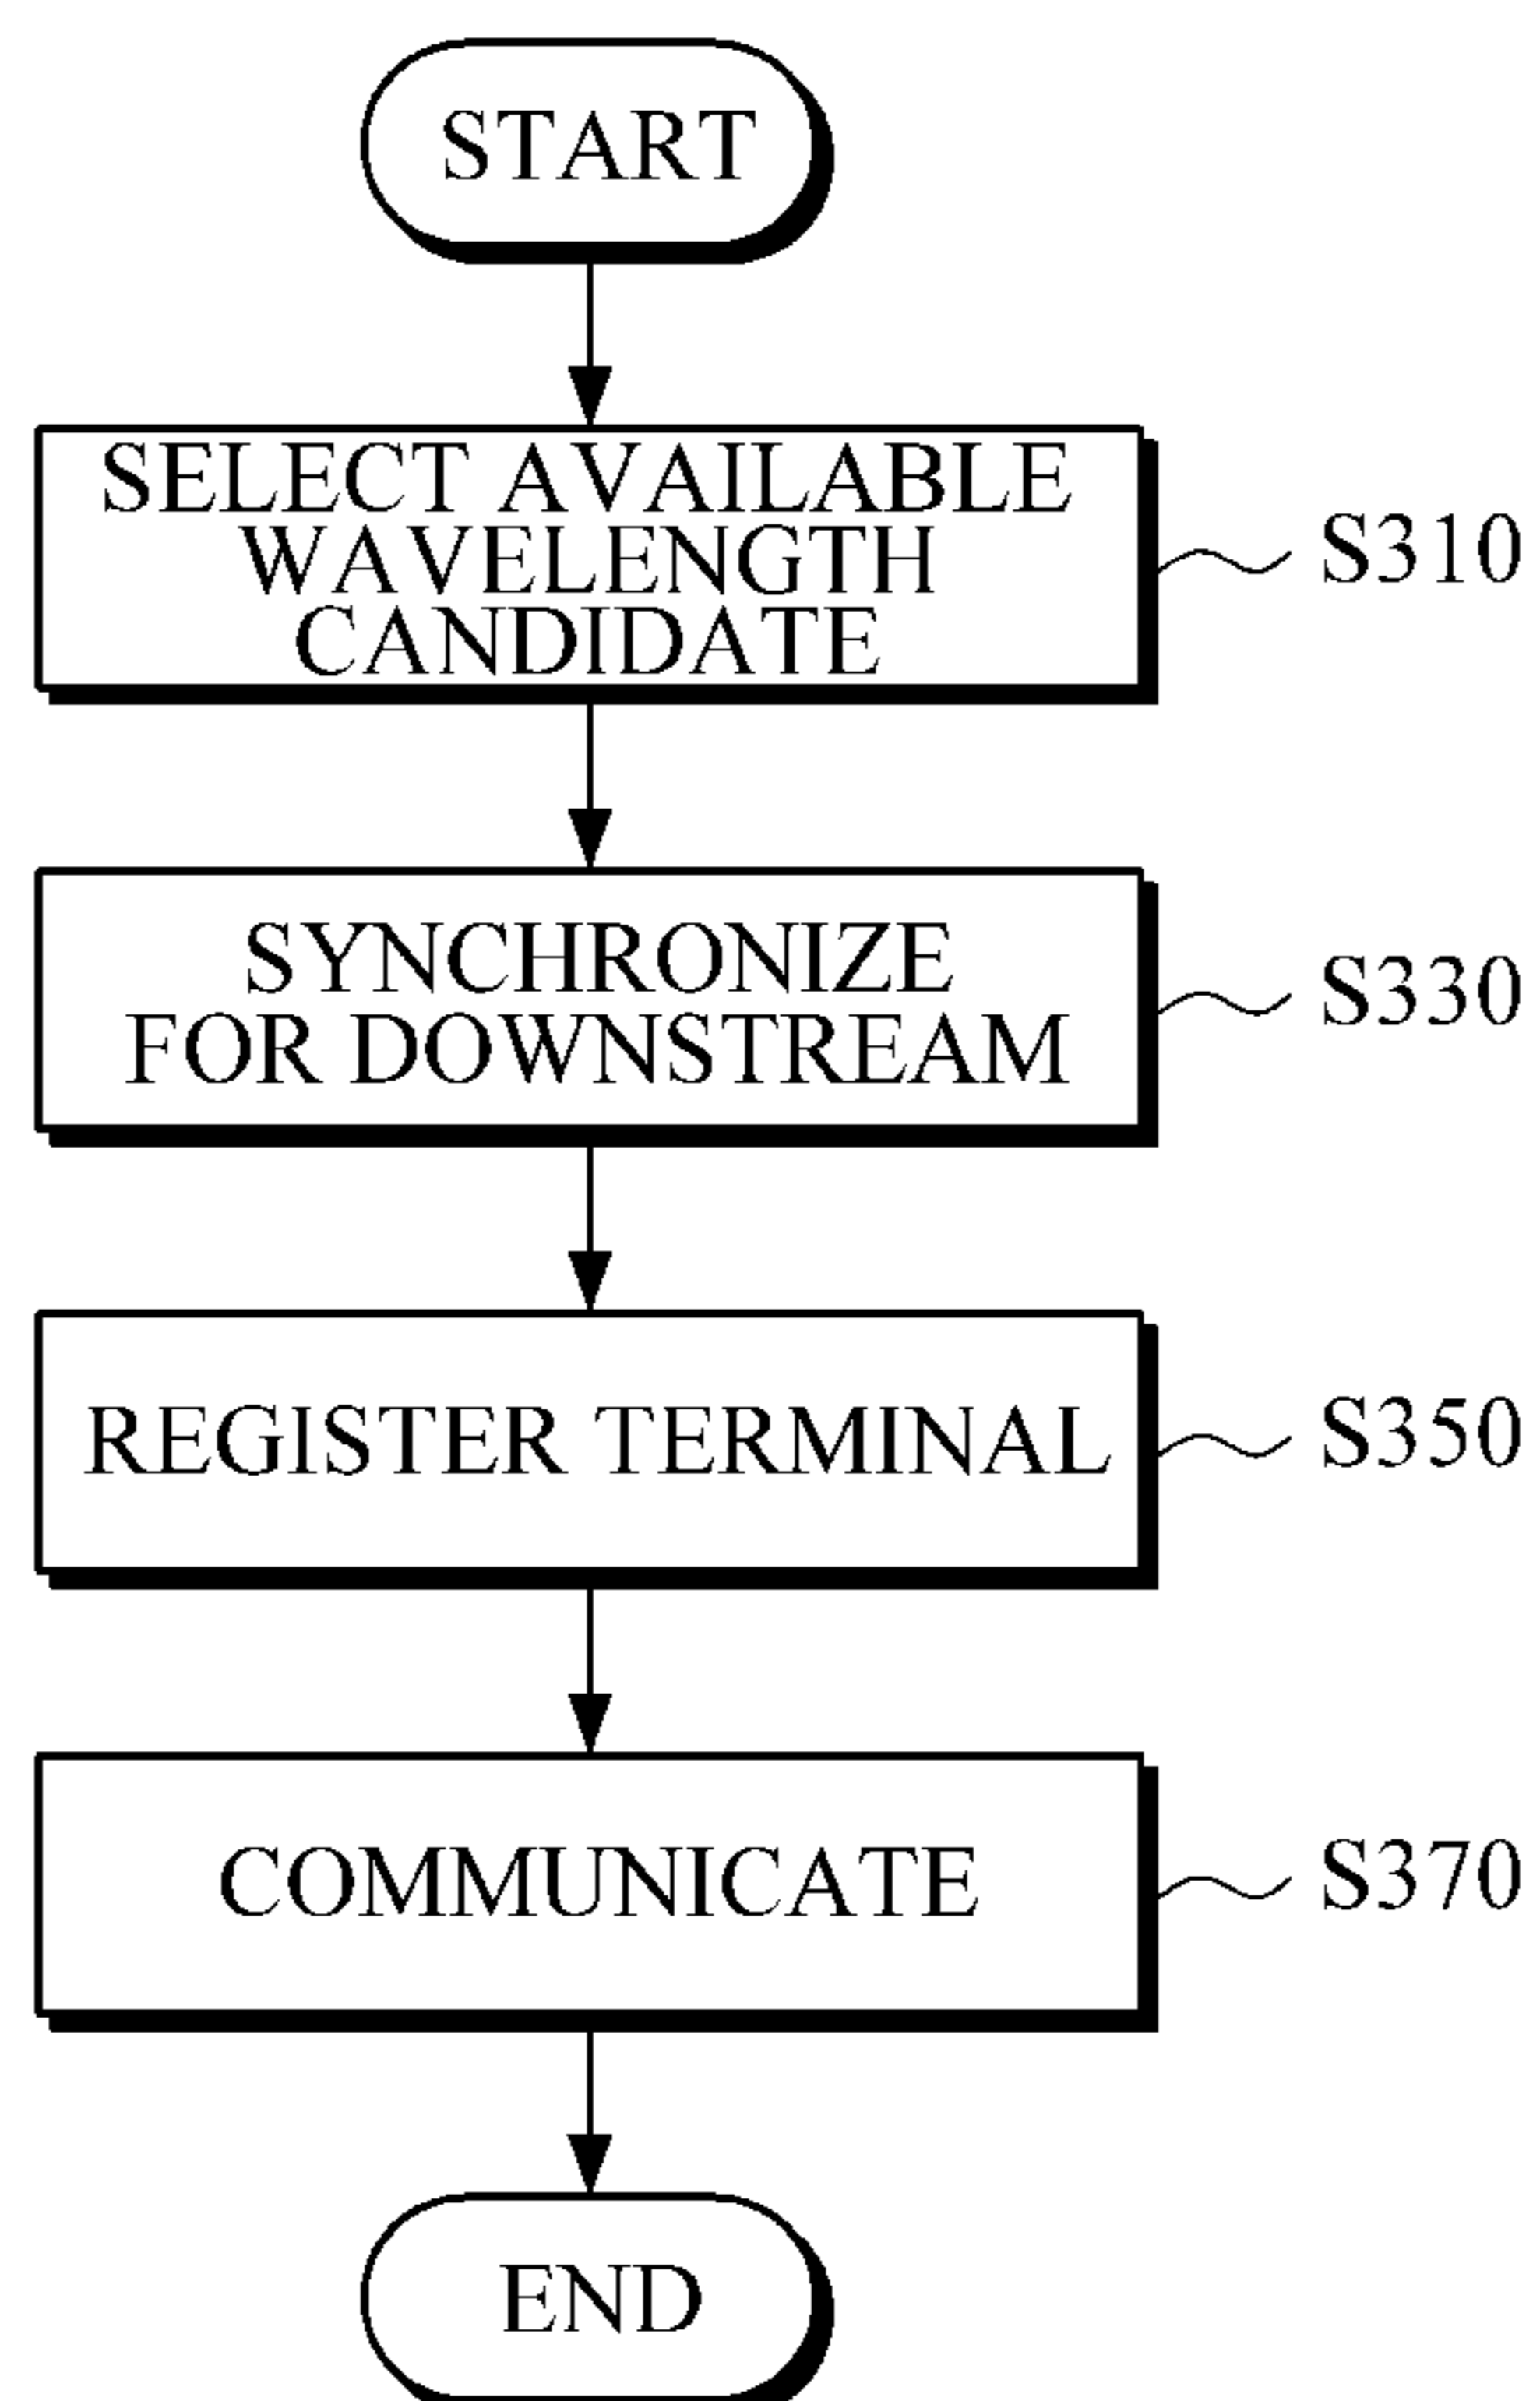 START
SELECT AVAILABLE
WAVELENGTH
CANDIDATE
S310
SYNCHRONIZE
FOR DOWNSTREAM
S330
REGISTER TERMINAL
S350
COMMUNICATE
S370
END